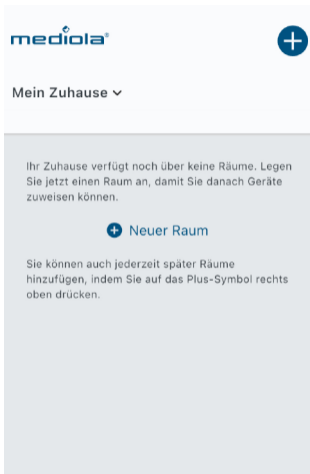 mediola®
Mein Zuhause
Ihr Zuhause verfügt noch über keine Räume. Legen
Sie jetzt einen Raum an, damit Sie danach Geräte
zuweisen können.
Neuer Raum
Sie können auch jederzeit später Räume
hinzufügen, indem Sie auf das Plus-Symbol rechts
oben drücken.